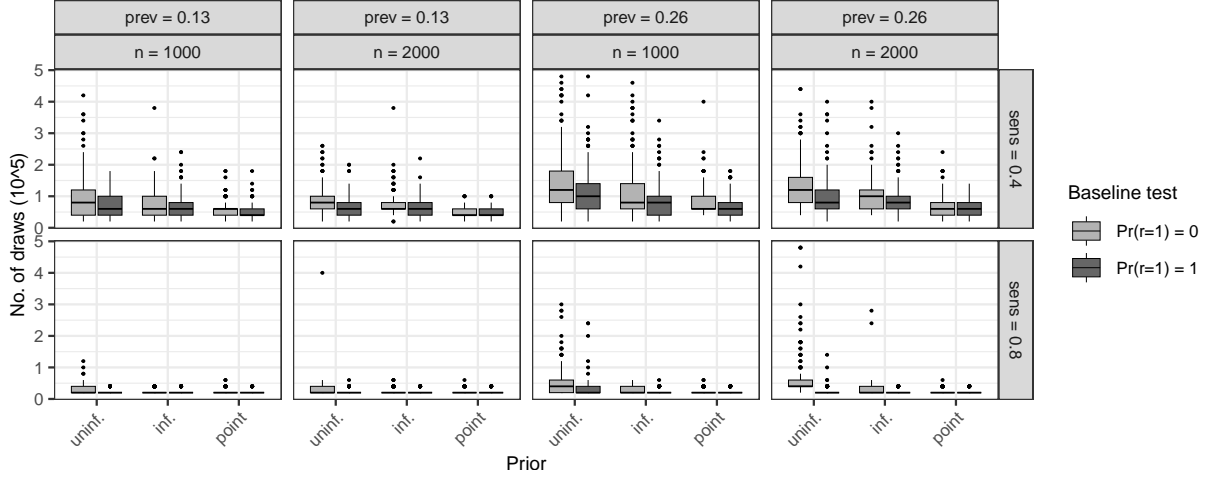 prev = 0.13
prev = 0.13
prev = 0.26
prev = 0.26
n = 1000
n = 2000
n = 1000
n = 2000
No. of draws (10^5)
5
4
3
2
1
0
sens = 0.4
5
4
3
2
1
0
sens = 0.8
uninf.
inf.
point
uninf.
inf.
point
uninf.
inf.
point
uninf.
inf.
point
Prior
Baseline test
Pr(r=1) = 0
Pr(r=1) = 1